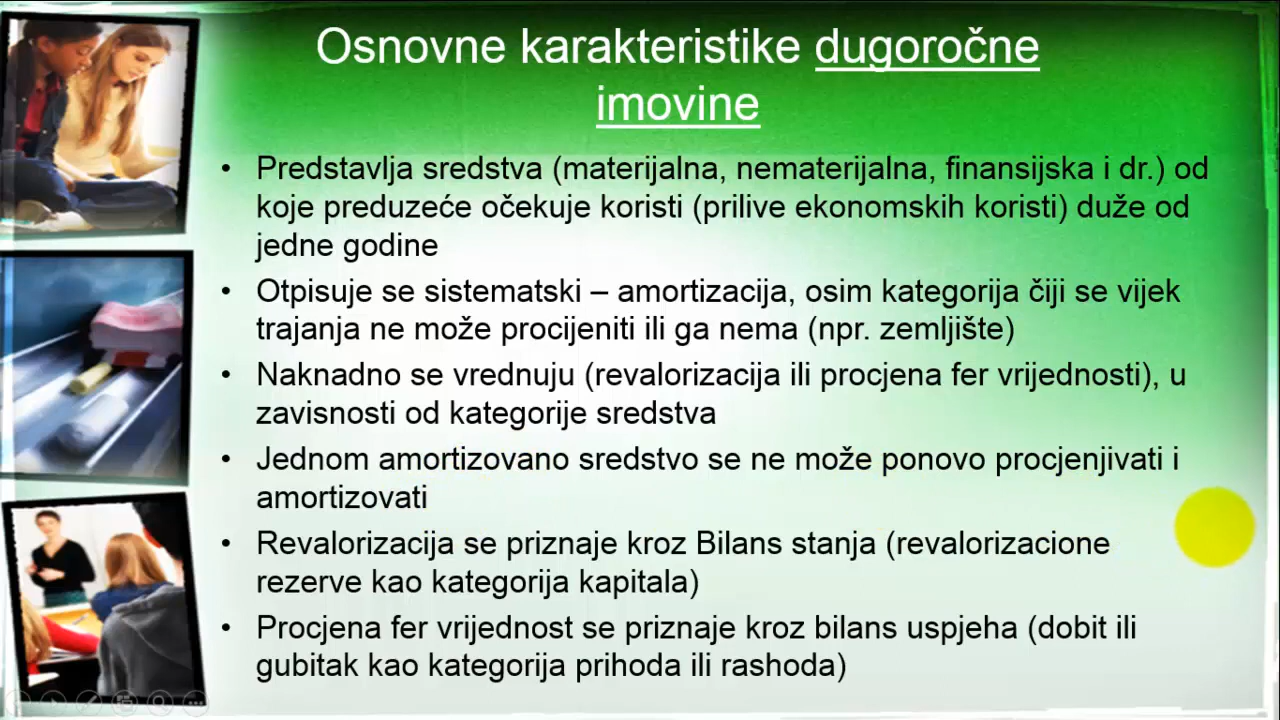 Osnovne karakteristike dugoročne
imovine
• Predstavlja sredstva (materijalna, nematerijalna, finansijska i dr.) od
koje preduzeće očekuje koristi (prilive ekonomskih koristi) duže od
jedne godine
• Otpisuje se sistematski – amortizacija, osim kategorija čiji se vijek
trajanja ne može procijeniti ili ga nema (npr. zemljište)
• Naknadno se vrednuju (revalorizacija ili procjena fer vrijednosti), u
zavisnosti od kategorije sredstva
• Jednom amortizovano sredstvo se ne može ponovo procjenjivati i
amortizovati
• Revalorizacija se priznaje kroz Bilans stanja (revalorizacione
rezerve kao kategorija kapitala)
• Procjena fer vrijednost se priznaje kroz bilans uspjeha (dobit ili
gubitak kao kategorija prihoda ili rashoda)